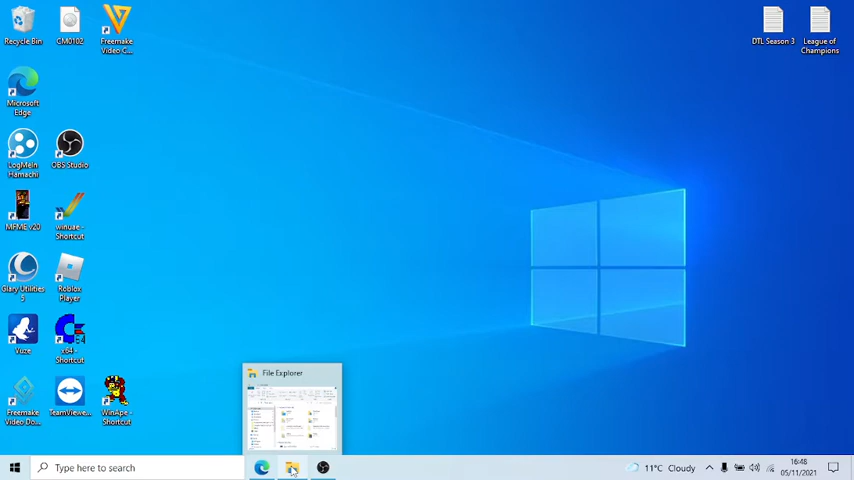 Recycle Bin
CM0102
Freemake
Video C...
DTL Season 3
League of
Champions
Microsoft
Edge
LogMeIn
Hamachi
OBS Studio
MFME v20
winuae -
Shortcut
Glary Utilities
5
Roblox
Player
Vuze
x64 -
Shortcut
Freemake
Video Do...
TeamViewe...
WinApe -
Shortcut
File Explorer
Type here to search
11°C Cloudy
16:48
05/11/2021